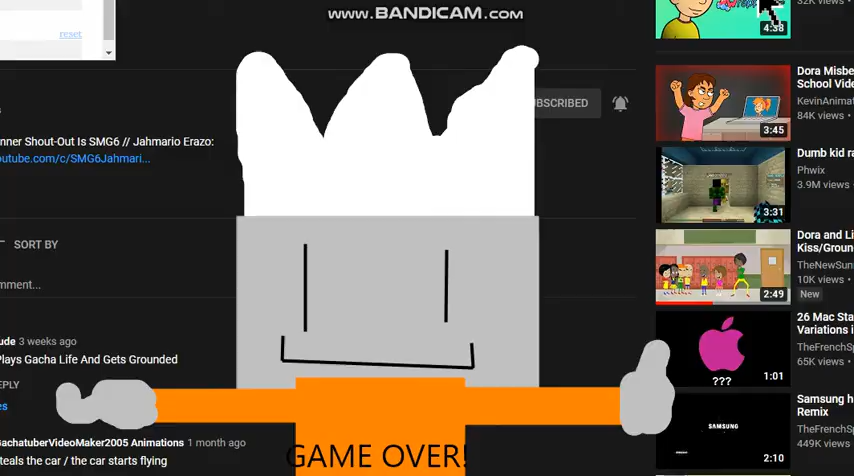 www.BANDICAM.com
reset
SCRIBED
nner Shout-Out Is SMG6 // Jahmario Erazo:
outube.com/c/SMG6Jahmari...
SORT BY
mment...
ude 3 weeks ago
Plays Gacha Life And Gets Grounded
EPLY
es
GachatuberVideoMaker2005 Animations 1 month ago
teals the car / the car starts flying
GAME OVER!
4:38
32K views
Dora Misbe
School Vide
KevinAnimat
84K views •
3:45
Dumb kid ra
Phwix
3.9M views •
3:31
Dora and Li
Kiss/Groun
TheNewSun
10K views •
New
2:49
26 Mac Sta
Variations i
TheFrenchSp
65K views •
???
1:01
Samsung h
Remix
TheFrenchSp
449K views •
SAMSUNG
2:10